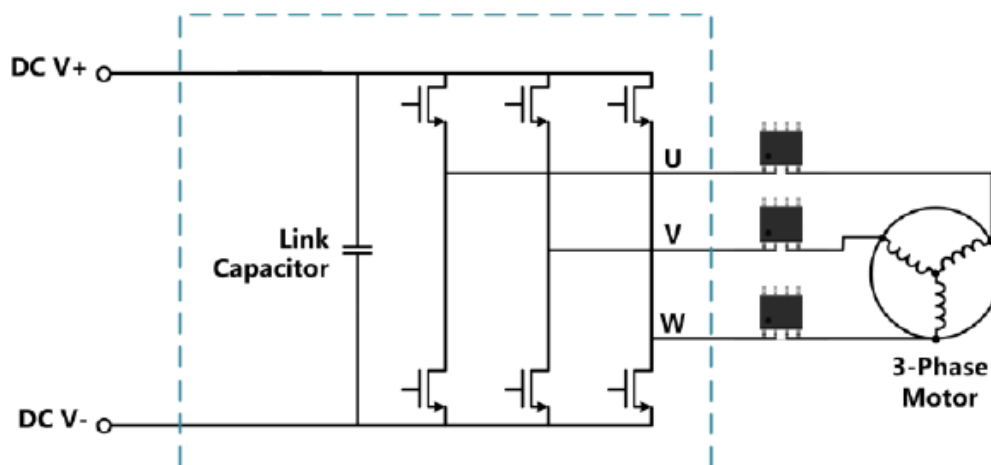 DC V+
U
V
Link
Capacitor
W
3-Phase
Motor
DC V-